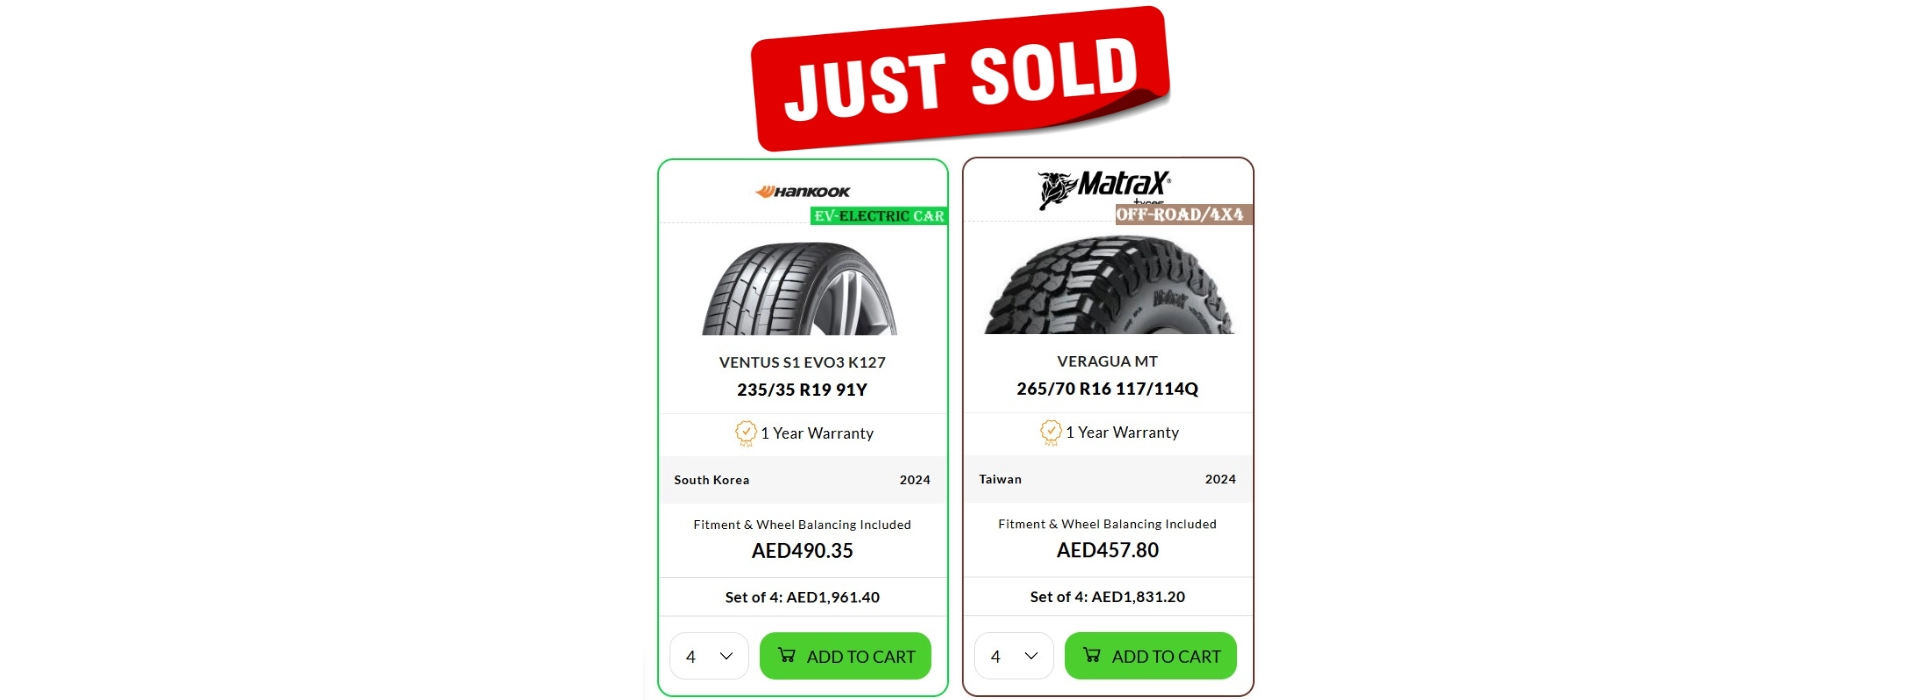 JUST SOLD
HANKOOK
EV-ELECTRIC CAR
VENTUS S1 EVO3 K127
235/35 R19 91Y
1 Year Warranty
South Korea 2024
Fitment & Wheel Balancing Included
AED490.35
Set of 4: AED1,961.40
4 ADD TO CART
MatraX
tyres
OFF-ROAD/4X4
MatraX
VERAGUA MT
265/70 R16 117/114Q
1 Year Warranty
Taiwan 2024
Fitment & Wheel Balancing Included
AED457.80
Set of 4: AED1,831.20
4 ADD TO CART